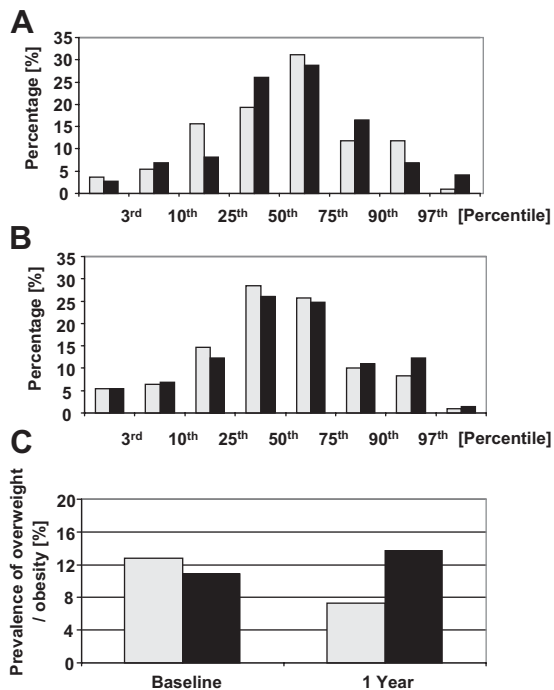 A
Percentage [%]
35
30
25
20
15
10
5
0
3rd 10th 25th 50th 75th 90th 97th [Percentile]
B
Percentage [%]
35
30
25
20
15
10
5
0
3rd 10th 25th 50th 75th 90th 97th [Percentile]
C
Prevalence of overweight
/ obesity [%]
20
16
12
8
4
0
Baseline 1 Year